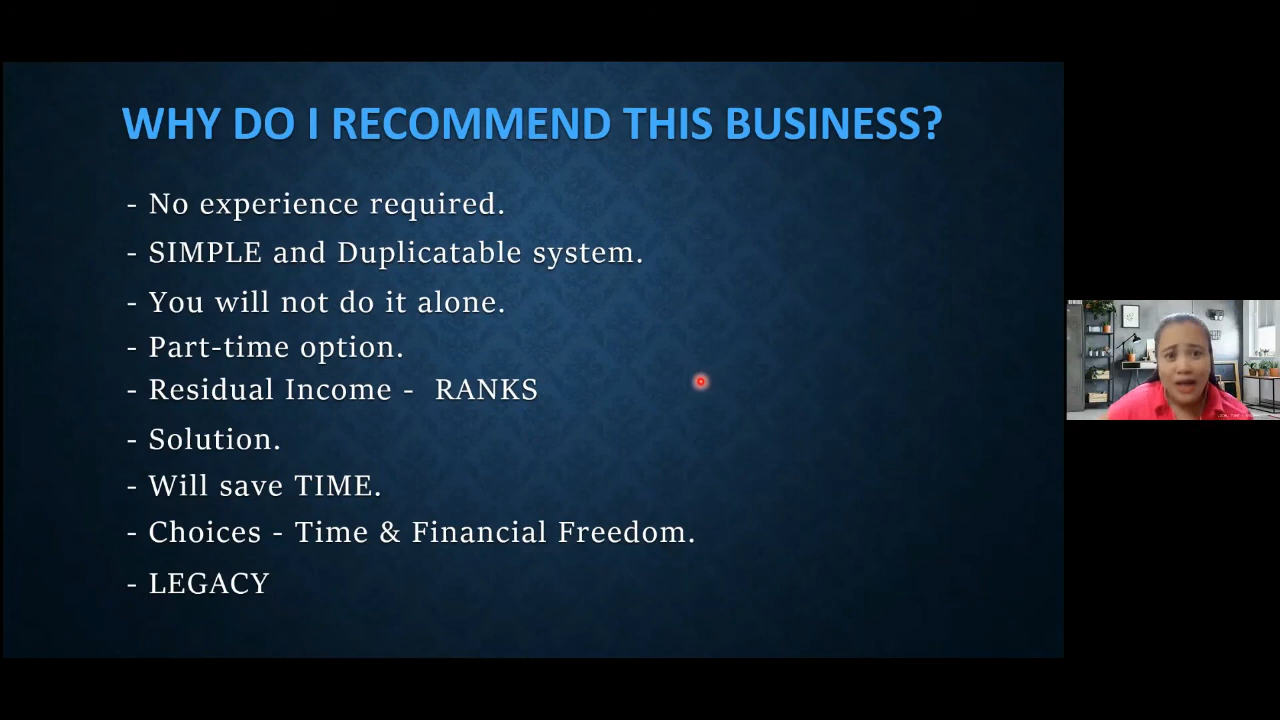 WHY DO I RECOMMEND THIS BUSINESS?
- No experience required.
- SIMPLE and Duplicatable system.
- You will not do it alone.
- Part-time option.
- Residual Income - RANKS
- Solution.
- Will save TIME.
- Choices - Time & Financial Freedom.
- LEGACY